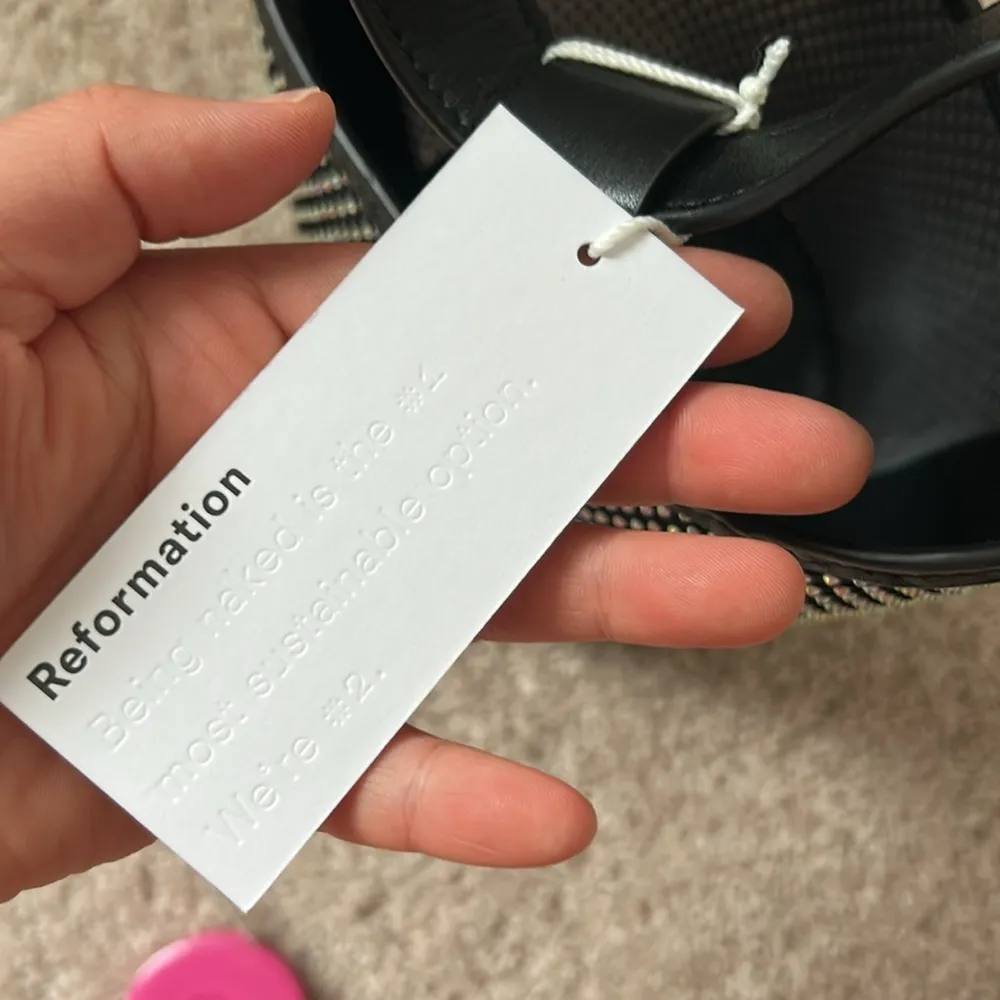 Reformation
Being naked is the #1
most sustainable option.
We're #2.